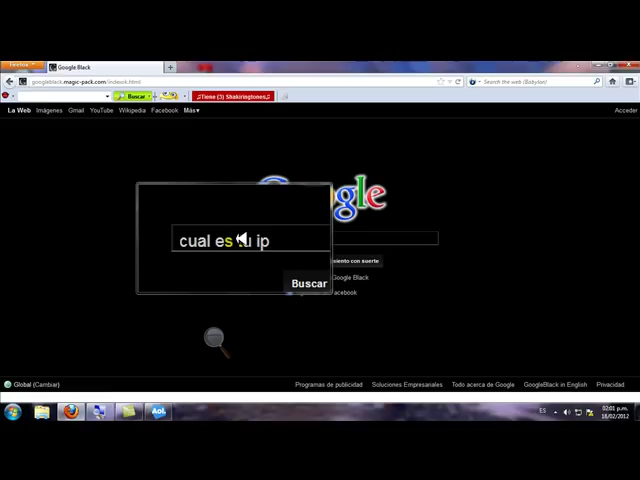 Firefox
Google Black
googleblack.magic-pack.com/indexok.html
Search the web (Babylon)
Buscar
♫Tiene (3) Shakiringtones♫
La Web Imágenes Gmail YouTube Wikipedia Facebook Más▾
Acceder
gle
cual es tu ip
siento con suerte
Buscar
Google Black
Facebook
Global (Cambiar)
Programas de publicidad Soluciones Empresariales Todo acerca de Google GoogleBlack in English Privacidad
Aol.
ES
02:01 p.m.
18/02/2012